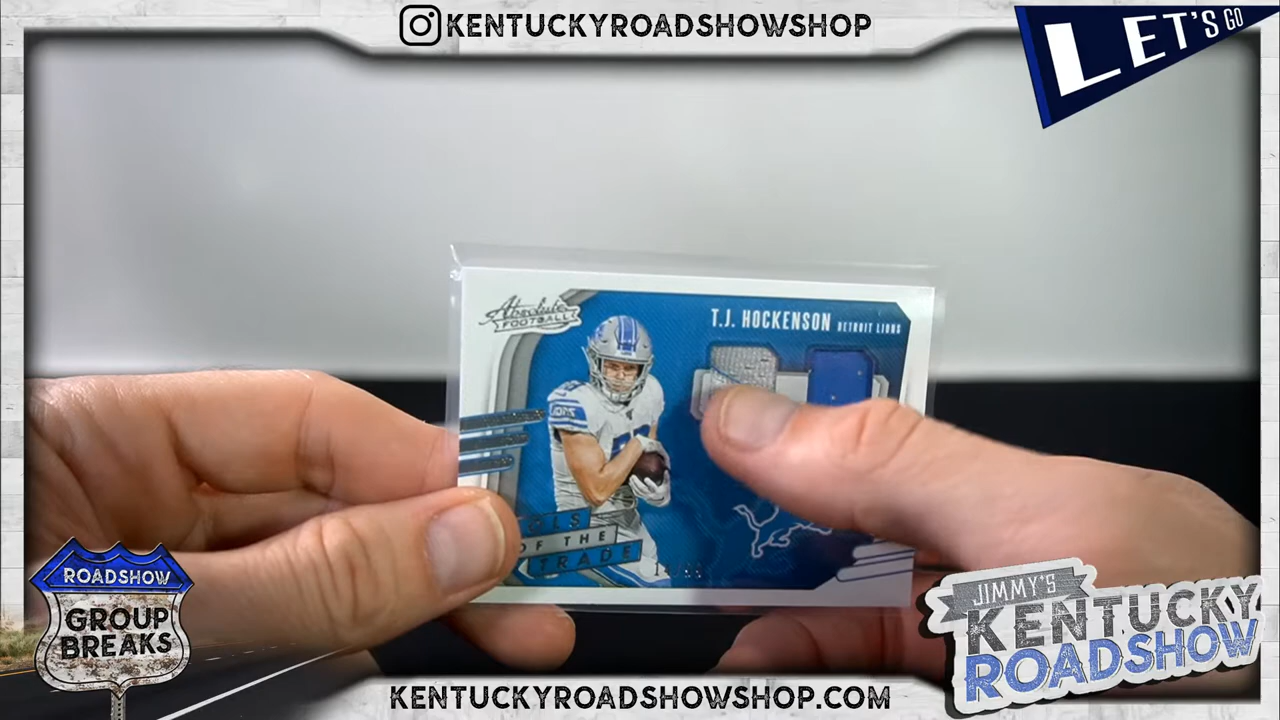 KENTUCKYROADSHOWSHOP
LET'S GO
Absolute
FOOTBALL
T.J. HOCKENSON DETROIT LIONS
LIONS
OF THE
TRADE
ROADSHOW
GROUP
BREAKS
JIMMY'S
KENTUCKY
ROADSHOW
KENTUCKYROADSHOWSHOP.COM